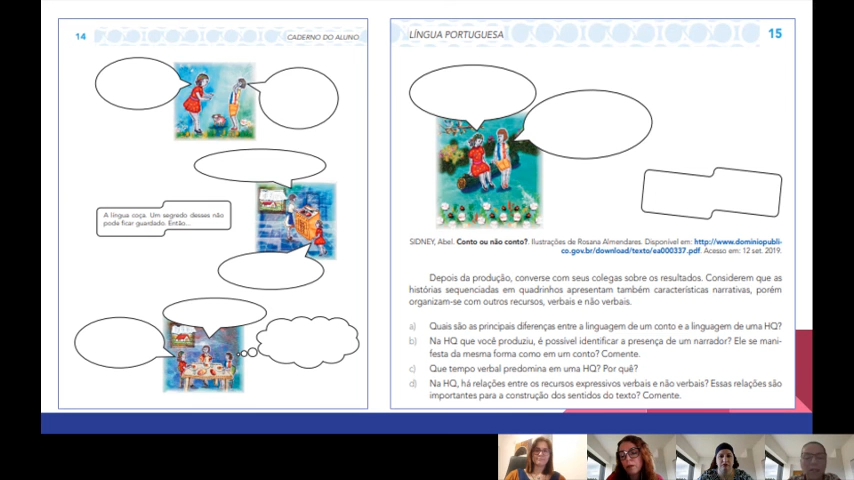 14
CADERNO DO ALUNO
A língua coça. Um segredo desses não
pode ficar guardado. Então...
LÍNGUA PORTUGUESA
15
SIDNEY, Abel. Conto ou não conto?. Ilustrações de Rosana Almendares. Disponível em: http://www.dominiopubli-
co.gov.br/download/texto/ea000337.pdf. Acesso em: 12 set. 2019.
Depois da produção, converse com seus colegas sobre os resultados. Considerem que as
histórias sequenciadas em quadrinhos apresentam também características narrativas, porém
organizam-se com outros recursos, verbais e não verbais.
a) Quais são as principais diferenças entre a linguagem de um conto e a linguagem de uma HQ?
b) Na HQ que você produziu, é possível identificar a presença de um narrador? Ele se mani-
festa da mesma forma como em um conto? Comente.
c) Que tempo verbal predomina em uma HQ? Por quê?
d) Na HQ, há relações entre os recursos expressivos verbais e não verbais? Essas relações são
importantes para a construção dos sentidos do texto? Comente.